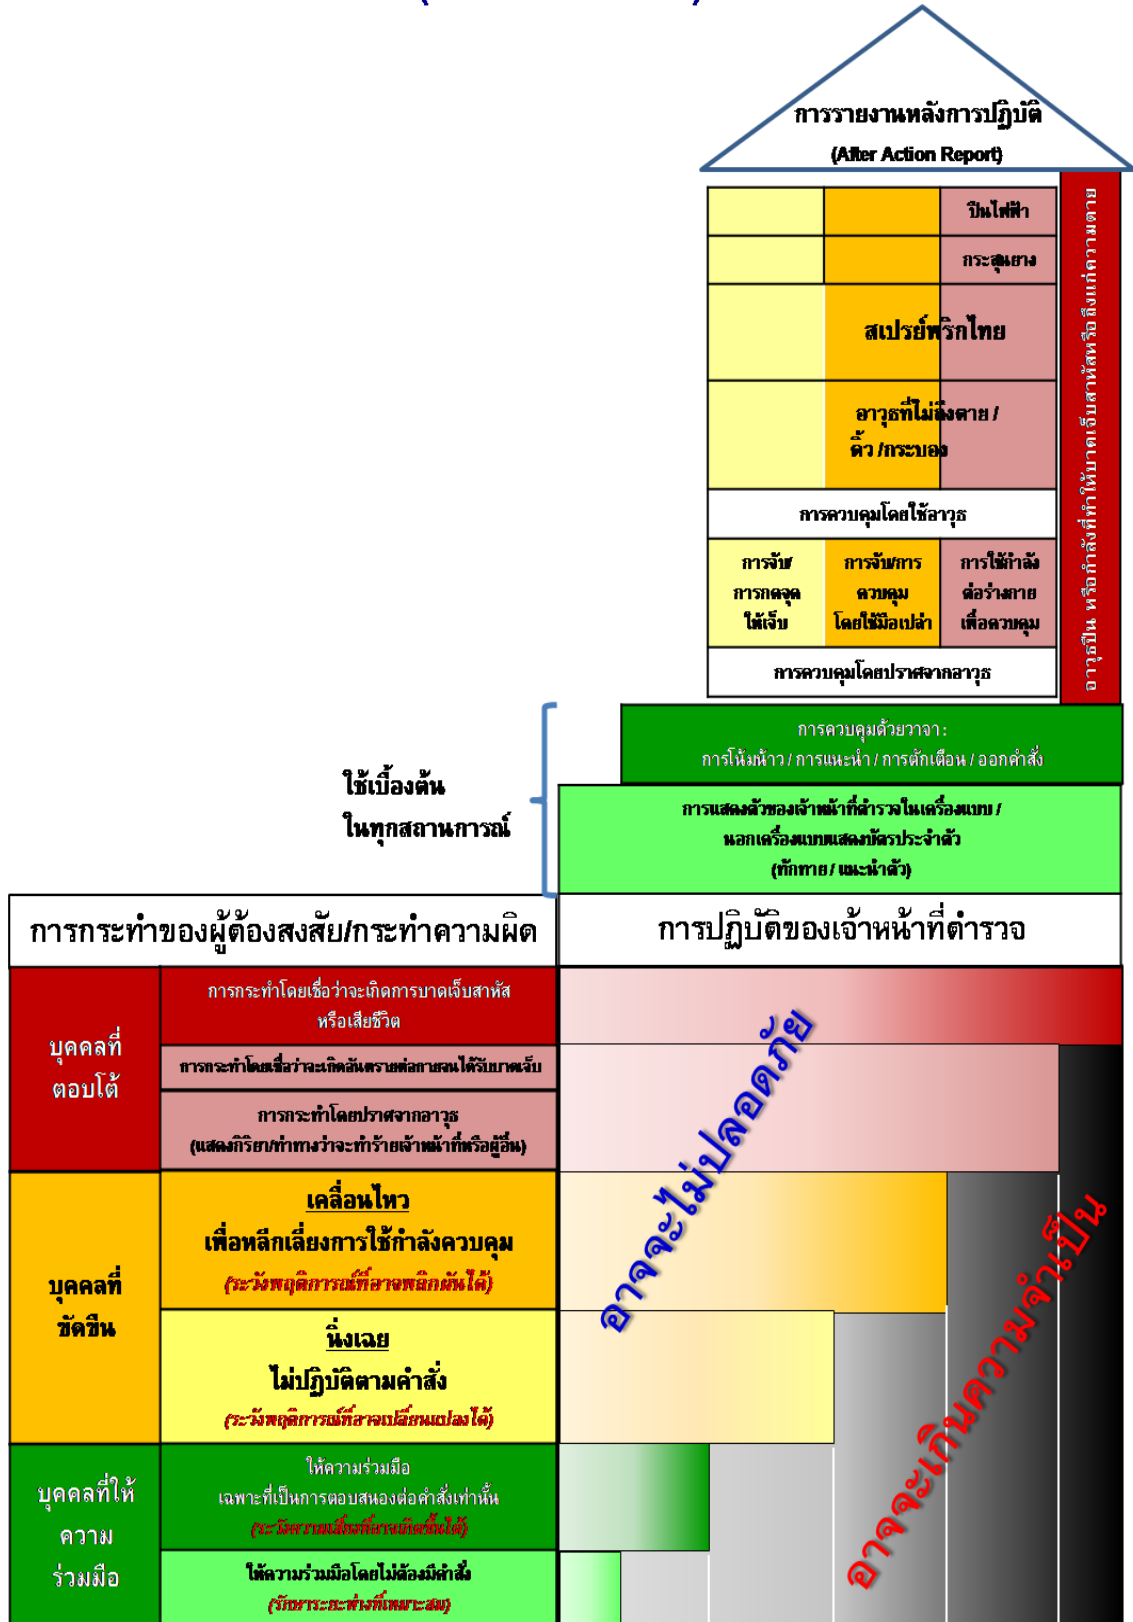 การรายงานหลังการปฏิบัติ
(After Action Report)
ปืนไฟฟ้า
กระสุนยาง
สเปรย์พริกไทย
อาวุธที่ไม่ถึงตาย /
ดิ้ว /กระบอง
การควบคุมโดยใช้อาวุธ
การจับ/
การกดจุด
ให้เจ็บ
การจับ/การ
ควบคุม
โดยใช้มือเปล่า
การใช้กำลัง
ต่อร่างกาย
เพื่อควบคุม
การควบคุมโดยปราศจากอาวุธ
อาวุธปืน หรือกำลังที่ทำให้บาดเจ็บสาหัสหรือถึงแก่ความตาย
การควบคุมด้วยวาจา :
การโน้มน้าว / การแนะนำ / การตักเตือน / ออกคำสั่ง
ใช้เบื้องต้น
ในทุกสถานการณ์
การแสดงตัวของเจ้าหน้าที่ตำรวจในเครื่องแบบ /
นอกเครื่องแบบแสดงบัตรประจำตัว
(ทักทาย / แนะนำตัว)
การกระทำของผู้ต้องสงสัย/กระทำความผิด
การปฏิบัติของเจ้าหน้าที่ตำรวจ
บุคคลที่
ตอบโต้
การกระทำโดยเชื่อว่าจะเกิดการบาดเจ็บสาหัส
หรือเสียชีวิต
การกระทำโดยเชื่อว่าจะเกิดอันตรายต่อกายจนได้รับบาดเจ็บ
การกระทำโดยปราศจากอาวุธ
(แสดงกิริยา/ท่าทางว่าจะทำร้ายเจ้าหน้าที่หรือผู้อื่น)
บุคคลที่
ขัดขืน
เคลื่อนไหว
เพื่อหลีกเลี่ยงการใช้กำลังควบคุม
(ระวังพฤติการณ์ที่อาจพลิกผันได้)
นิ่งเฉย
ไม่ปฏิบัติตามคำสั่ง
(ระวังพฤติการณ์ที่อาจเปลี่ยนแปลงได้)
บุคคลที่ให้
ความ
ร่วมมือ
ให้ความร่วมมือ
เฉพาะที่เป็นการตอบสนองต่อคำสั่งเท่านั้น
(ระวังความเสี่ยงที่อาจเกิดขึ้นได้)
ให้ความร่วมมือโดยไม่ต้องมีคำสั่ง
(รักษาระยะห่างที่เหมาะสม)
อาจจะไม่ปลอดภัย
อาจจะเกินความจำเป็น